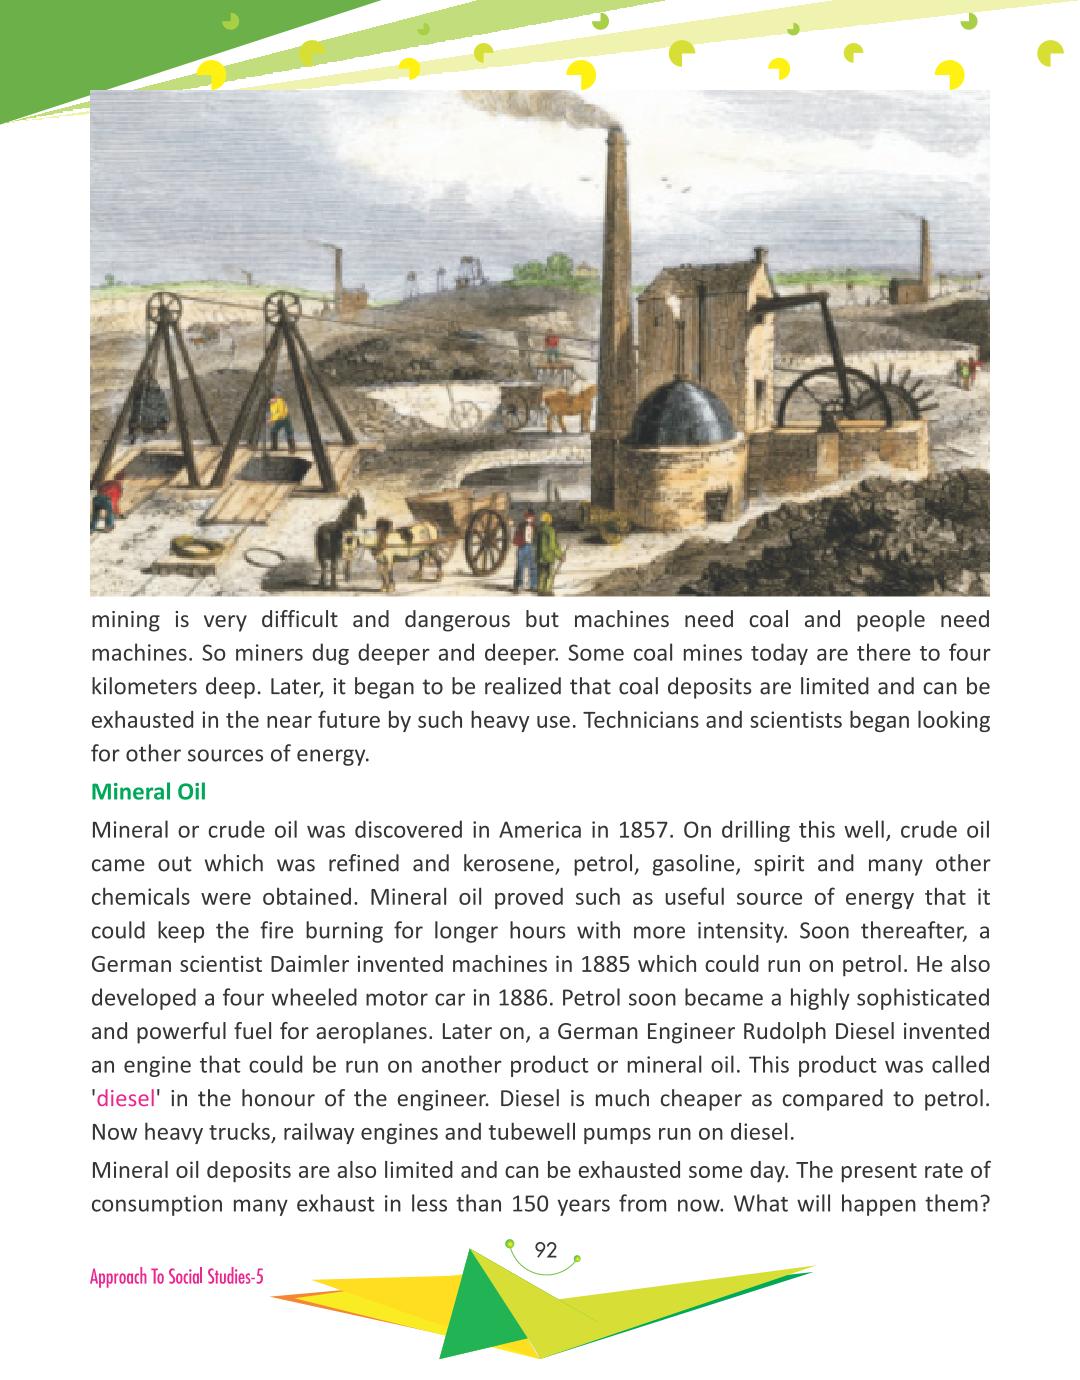 mining is very difficult and dangerous but machines need coal and people need
machines. So miners dug deeper and deeper. Some coal mines today are there to four
kilometers deep. Later, it began to be realized that coal deposits are limited and can be
exhausted in the near future by such heavy use. Technicians and scientists began looking
for other sources of energy.
Mineral Oil
Mineral or crude oil was discovered in America in 1857. On drilling this well, crude oil
came out which was refined and kerosene, petrol, gasoline, spirit and many other
chemicals were obtained. Mineral oil proved such as useful source of energy that it
could keep the fire burning for longer hours with more intensity. Soon thereafter, a
German scientist Daimler invented machines in 1885 which could run on petrol. He also
developed a four wheeled motor car in 1886. Petrol soon became a highly sophisticated
and powerful fuel for aeroplanes. Later on, a German Engineer Rudolph Diesel invented
an engine that could be run on another product or mineral oil. This product was called
'diesel' in the honour of the engineer. Diesel is much cheaper as compared to petrol.
Now heavy trucks, railway engines and tubewell pumps run on diesel.
Mineral oil deposits are also limited and can be exhausted some day. The present rate of
consumption many exhaust in less than 150 years from now. What will happen them?
92
Approach To Social Studies-5